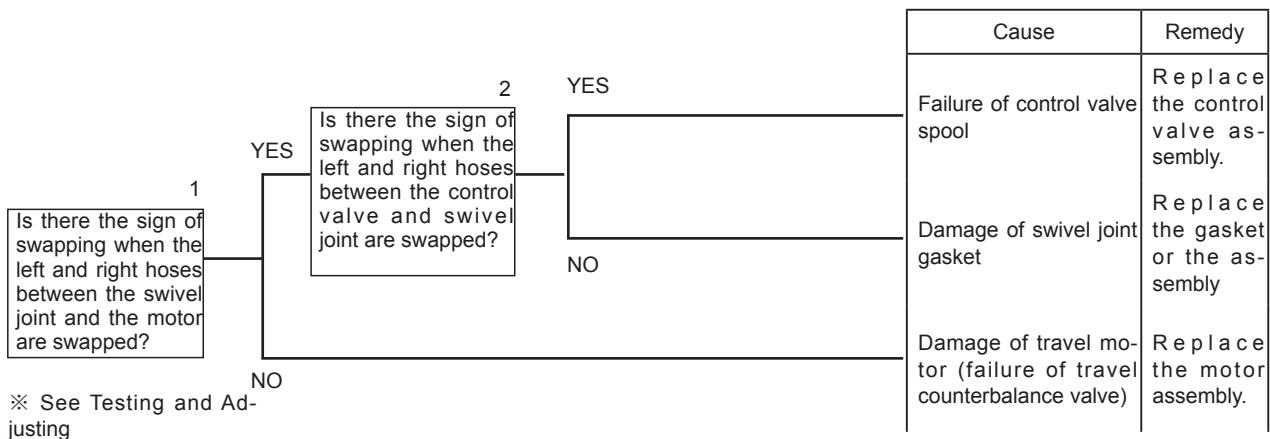 1
Is there the sign of
swapping when the
left and right hoses
between the swivel
joint and the motor
are swapped?
※ See Testing and Ad-
justing
YES
NO
2
Is there the sign of
swapping when the
left and right hoses
between the control
valve and swivel
joint are swapped?
YES
NO
Cause
Remedy
Failure of control valve
spool
Replace
the control
valve as-
sembly.
Damage of swivel joint
gasket
Replace
the gasket
or the as-
sembly
Damage of travel mo-
tor (failure of travel
counterbalance valve)
Replace
the motor
assembly.